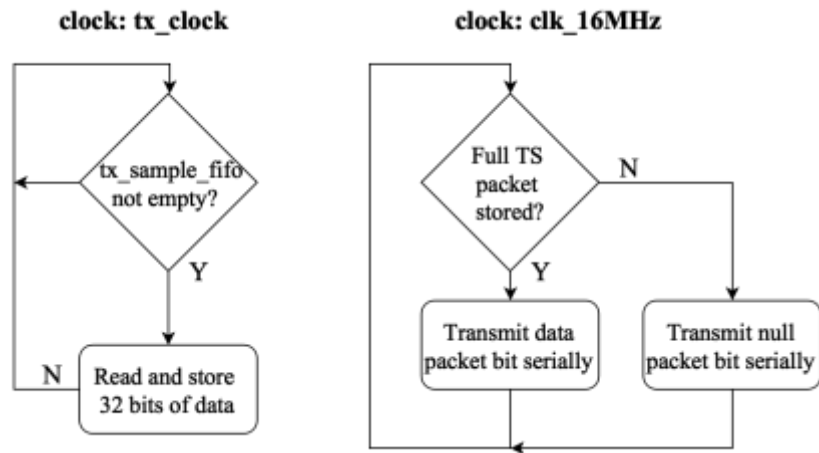 clock: tx_clock
tx_sample_fifo
not empty?
Y
N
Read and store
32 bits of data
clock: clk_16MHz
Full TS
packet
stored?
N
Y
Transmit data
packet bit serially
Transmit null
packet bit serially